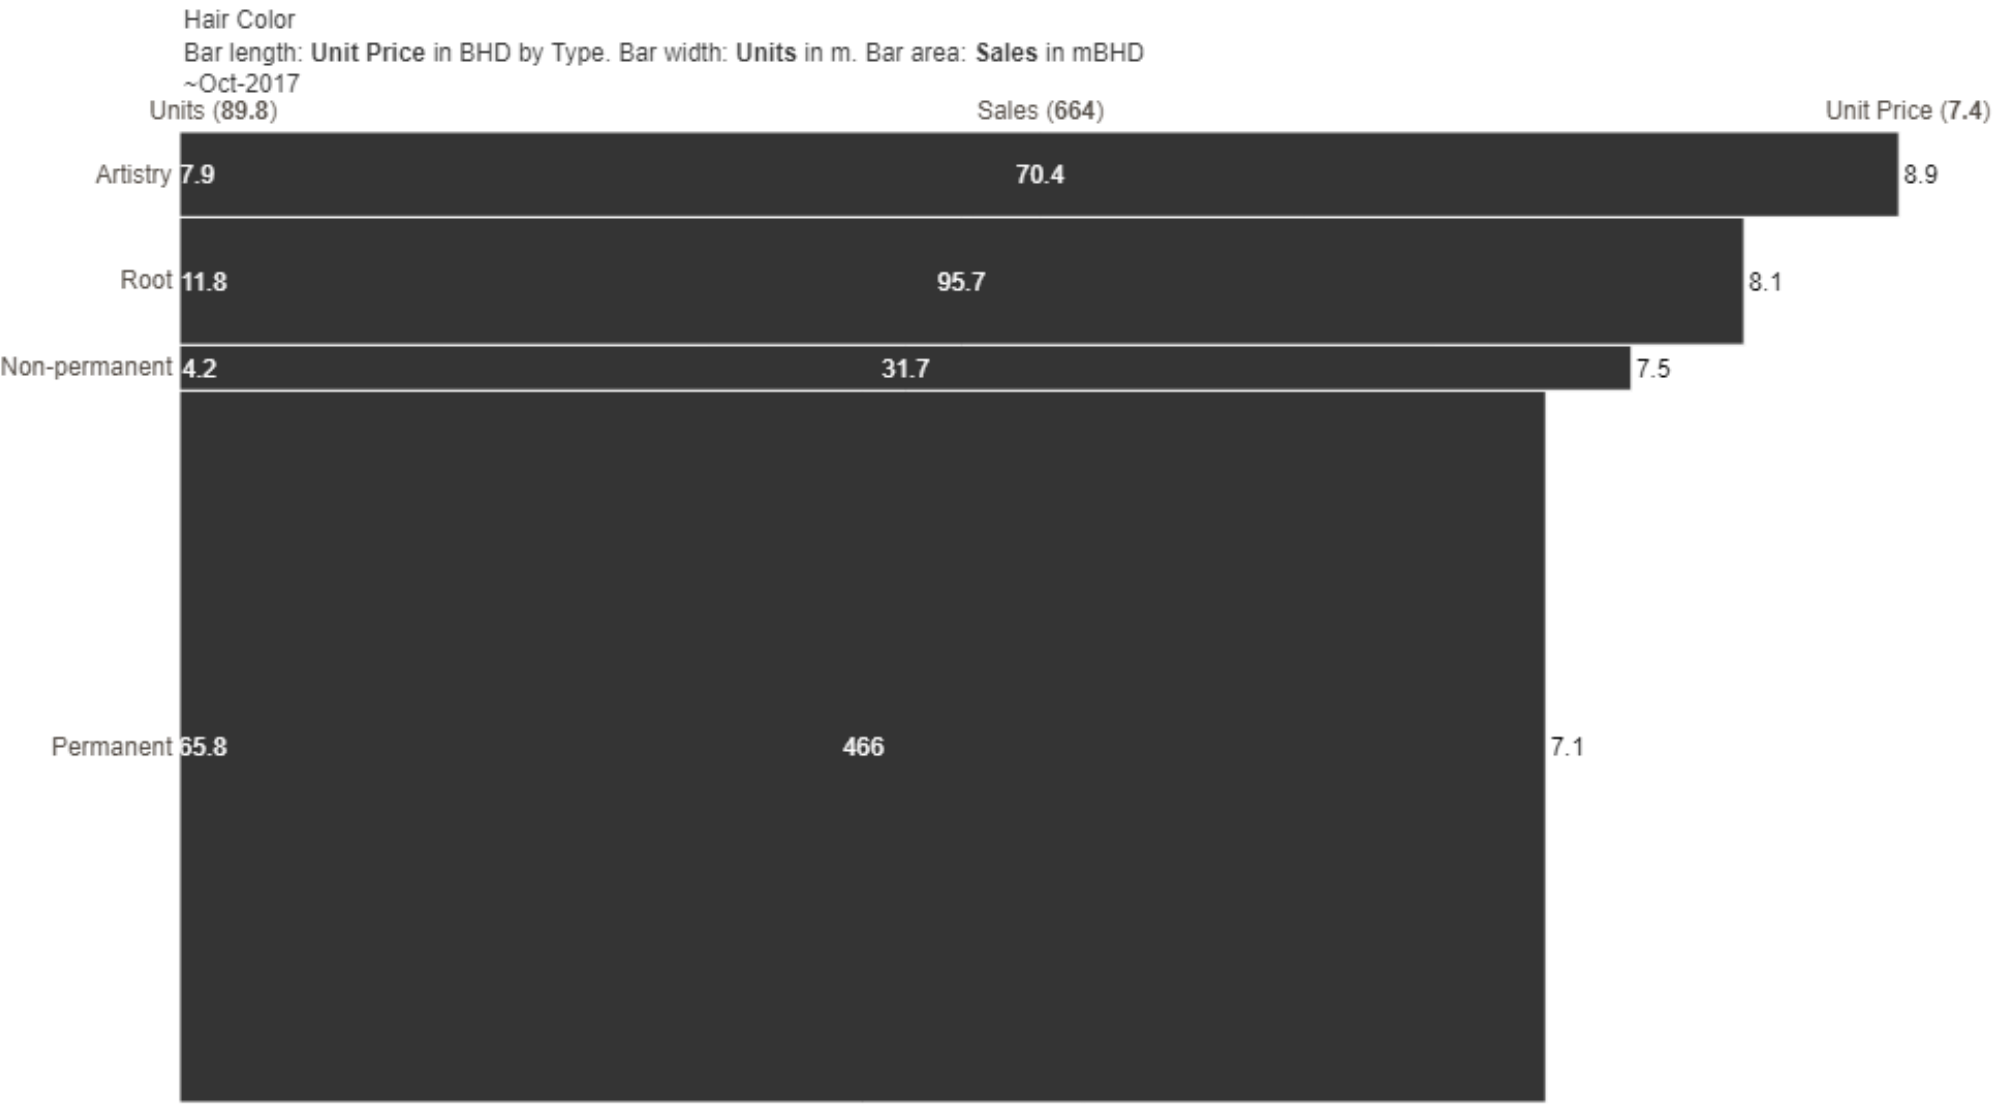 Hair Color
Bar length: Unit Price in BHD by Type. Bar width: Units in m. Bar area: Sales in mBHD
~Oct-2017
Units (89.8) Sales (664) Unit Price (7.4)
Artistry 7.9 70.4 8.9
Root 11.8 95.7 8.1
Non-permanent 4.2 31.7 7.5
Permanent 65.8 466 7.1